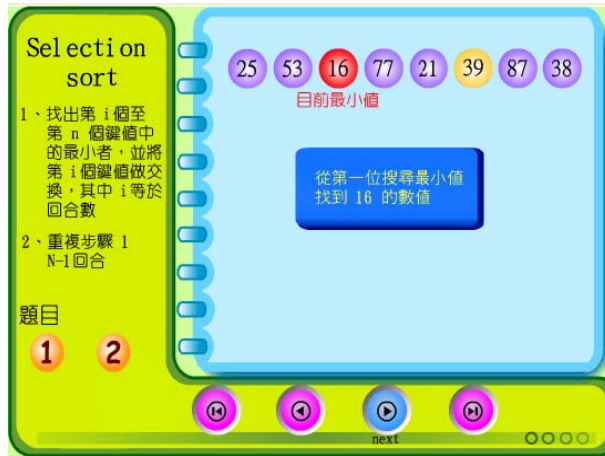 Selection
sort
1、找出第 i個至
第 n 個鍵值中
的最小者，並將
第 i個鍵值做交
換，其中 i等於
回合數
2、重複步驟 1
N-1回合
題目
1 2
25 53 16 77 21 39 87 38
目前最小值
從第一位搜尋最小值
找到 16 的數值
next